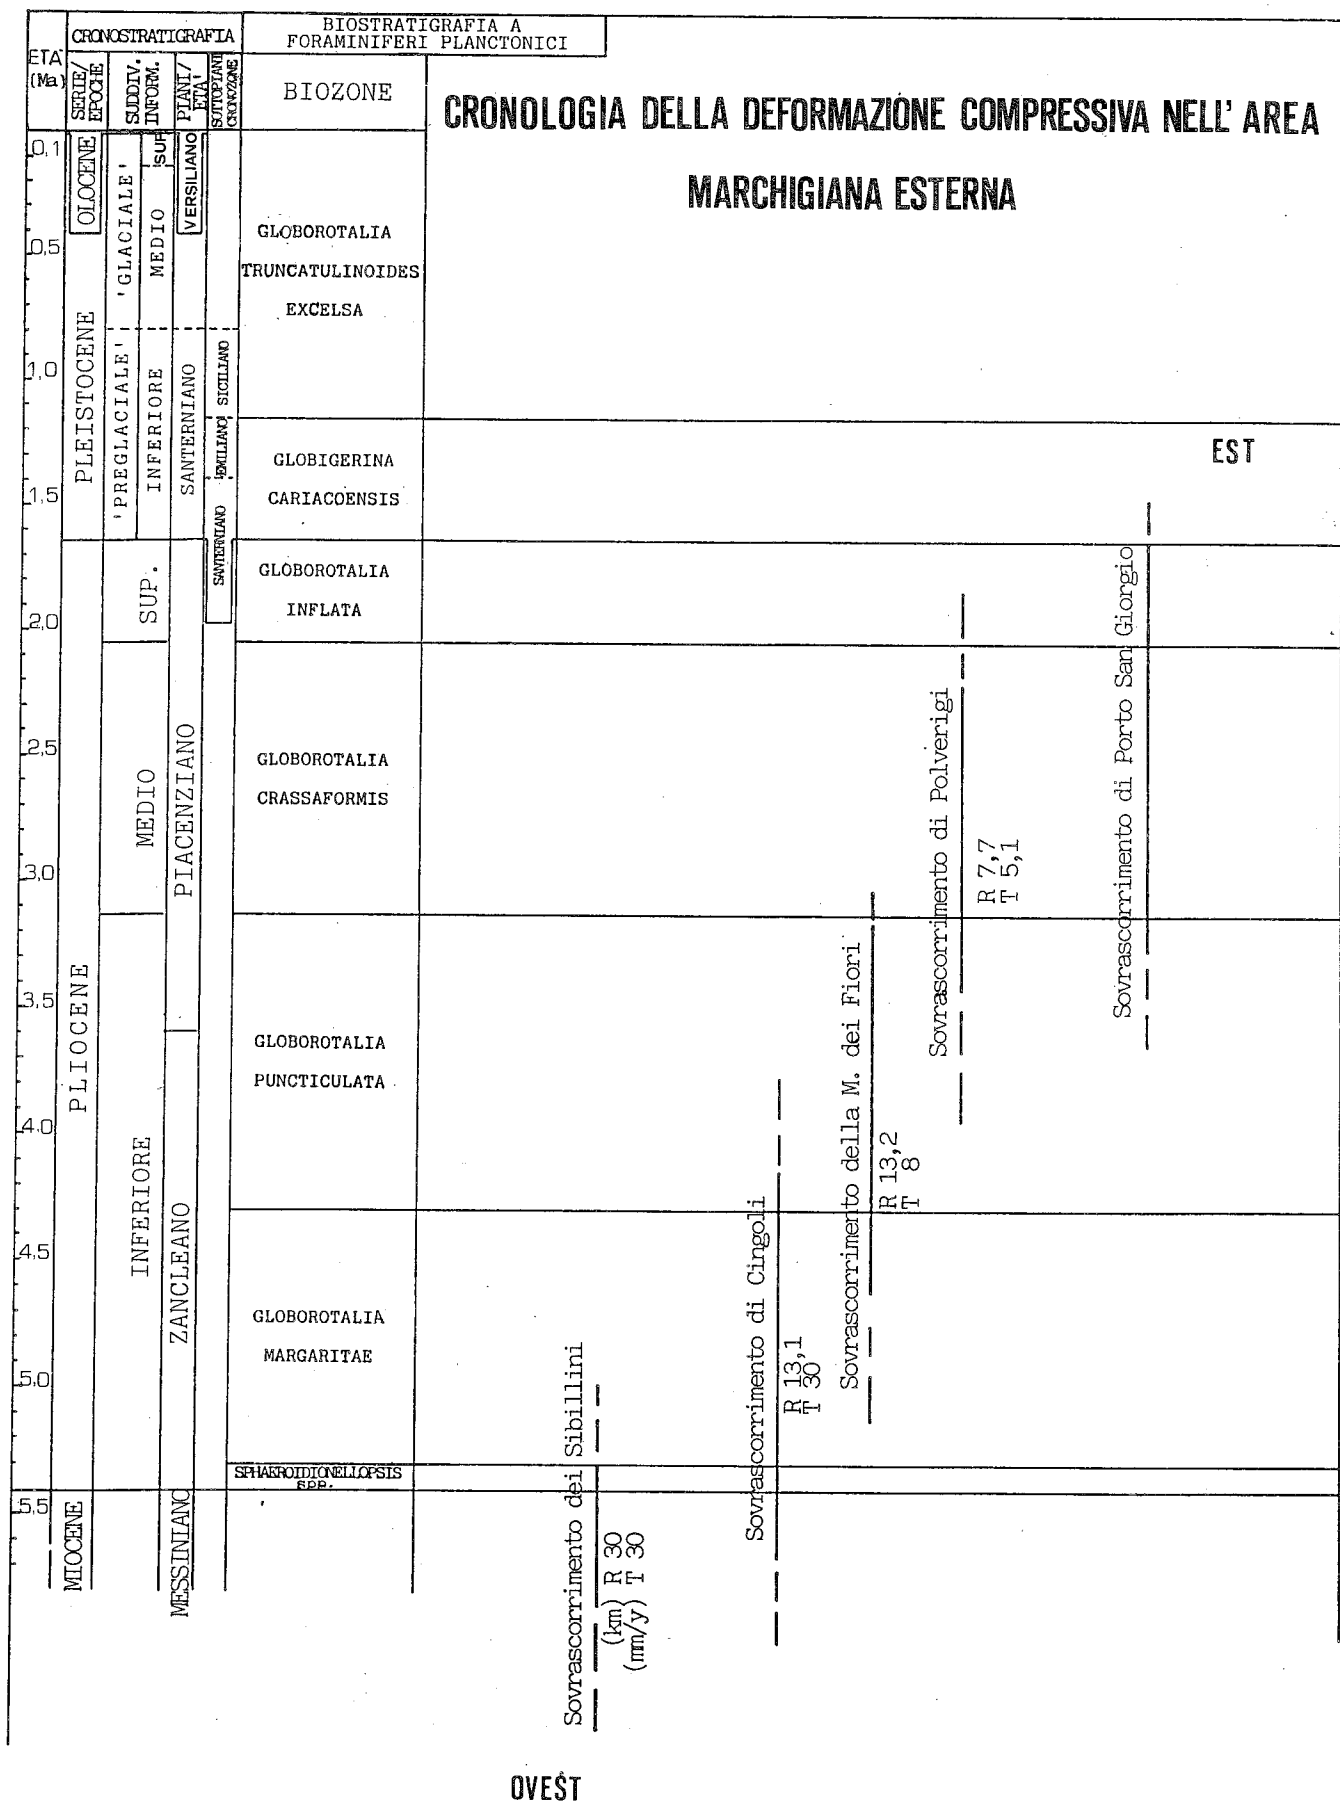 ETA' (Ma)
CRONOSTRATIGRAFIA
SERIE/ EPOCHE
SUDDIV. INFORM.
PIANI/ ETA'
SOTTOPIANI CRONOZONE
BIOSTRATIGRAFIA A
FORAMINIFERI PLANCTONICI
BIOZONE
CRONOLOGIA DELLA DEFORMAZIONE COMPRESSIVA NELL' AREA
MARCHIGIANA ESTERNA
0,1
0,5
1,0
1,5
2,0
2,5
3,0
3,5
4.0
4,5
5,0
5,5
OLOCENE
PLEISTOCENE
PLIOCENE
MIOCENE
'GLACIALE'
'PREGLACIALE'
SUP
MEDIO
INFERIORE
SUP.
MEDIO
INFERIORE
VERSILIANO
SANTERNIANO
PIACENZIANO
ZANCLEANO
MESSINIANO
SICILIANO
EMILIANO
SANTERNIANO
GLOBOROTALIA
TRUNCATULINOIDES
EXCELSA
GLOBIGERINA
CARIACOENSIS
GLOBOROTALIA
INFLATA
GLOBOROTALIA
CRASSAFORMIS
GLOBOROTALIA
PUNCTICULATA
GLOBOROTALIA
MARGARITAE
SPHAEROIDIONELLOPSIS
SPP.
EST
Sovrascorrimento dei Sibillini
(km) R 30
(mm/y) T 30
Sovrascorrimento di Cingoli
R 13,1
T 30
Sovrascorrimento della M. dei Fiori
R 13,2
T 8
Sovrascorrimento di Polverigi
R 7,7
T 5,1
Sovrascorrimento di Porto San Giorgio
OVEST